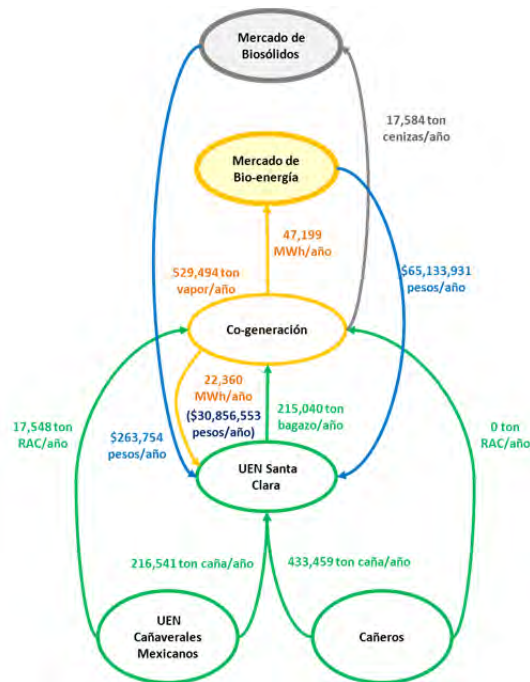 Mercado de
Biosólidos
17,584 ton
cenizas/año
Mercado de
Bio-energía
47,199
MWh/año
529,494 ton
vapor/año
$65,133,931
pesos/año
Co-generación
22,360
MWh/año
($30,856,553
pesos/año)
215,040 ton
bagazo/año
17,548 ton
RAC/año
$263,754
pesos/año
0 ton
RAC/año
UEN Santa
Clara
216,541 ton caña/año
433,459 ton caña/año
UEN
Cañaverales
Mexicanos
Cañeros